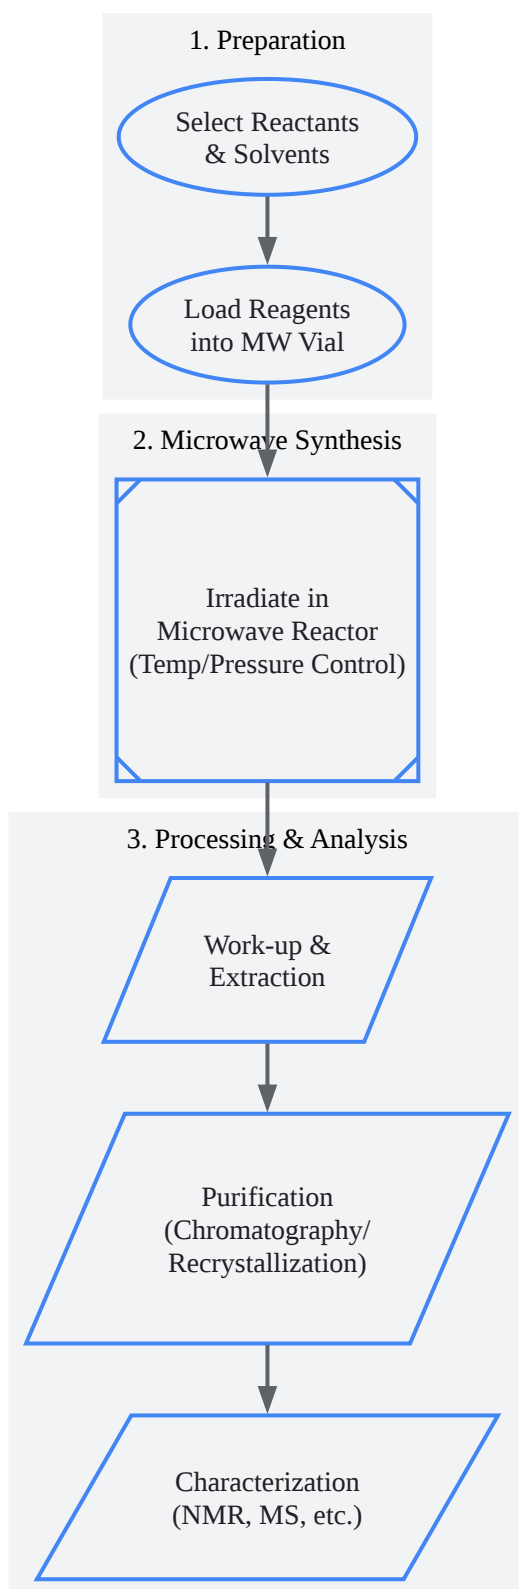 1. Preparation
Select Reactants
& Solvents
Load Reagents
into MW Vial
2. Microwave Synthesis
Irradiate in
Microwave Reactor
(Temp/Pressure Control)
3. Processing & Analysis
Work-up &
Extraction
Purification
(Chromatography/
Recrystallization)
Characterization
(NMR, MS, etc.)